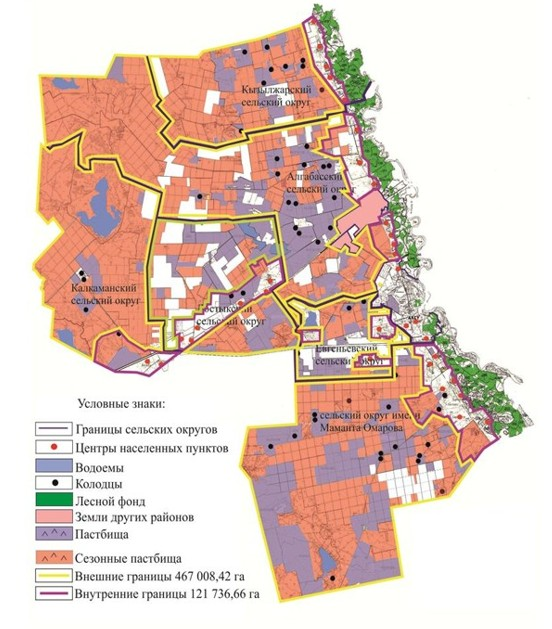 Кызылжарский
сельский округ
Алгабасский
сельский окр
Калкаманский
сельский округ
сельский округ
Евгеньевский
сельский округ
сельский округ имени
Маманта Омарова
Условные знаки:
Границы сельских округов
Центры населенных пунктов
Водоемы
Колодцы
Лесной фонд
Земли других районов
Пастбища
Сезонные пастбища
Внешние границы 467 008,42 га
Внутренние границы 121 736,66 га